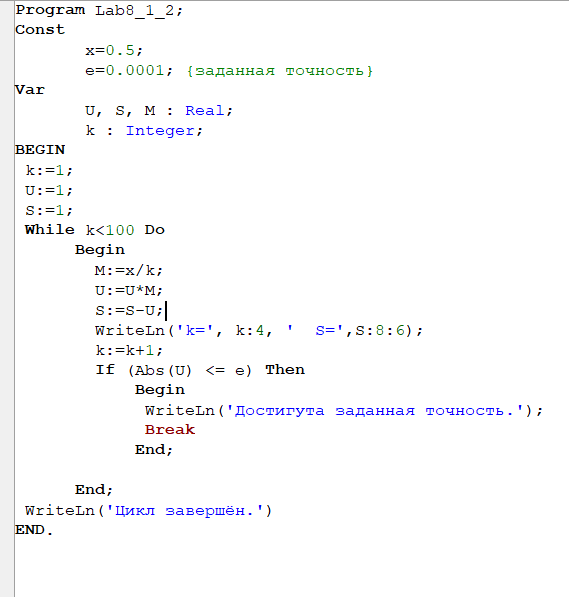 Program Lab8_1_2;
Const
x=0.5;
e=0.0001; {заданная точность}
Var
U, S, M : Real;
k : Integer;
BEGIN
k:=1;
U:=1;
S:=1;
While k<100 Do
Begin
M:=x/k;
U:=U*M;
S:=S-U;
WriteLn('k=', k:4, '  S=',S:8:6);
k:=k+1;
If (Abs(U) <= e) Then
Begin
WriteLn('Достигута заданная точность.');
Break
End;
End;
WriteLn('Цикл завершён.')
END.